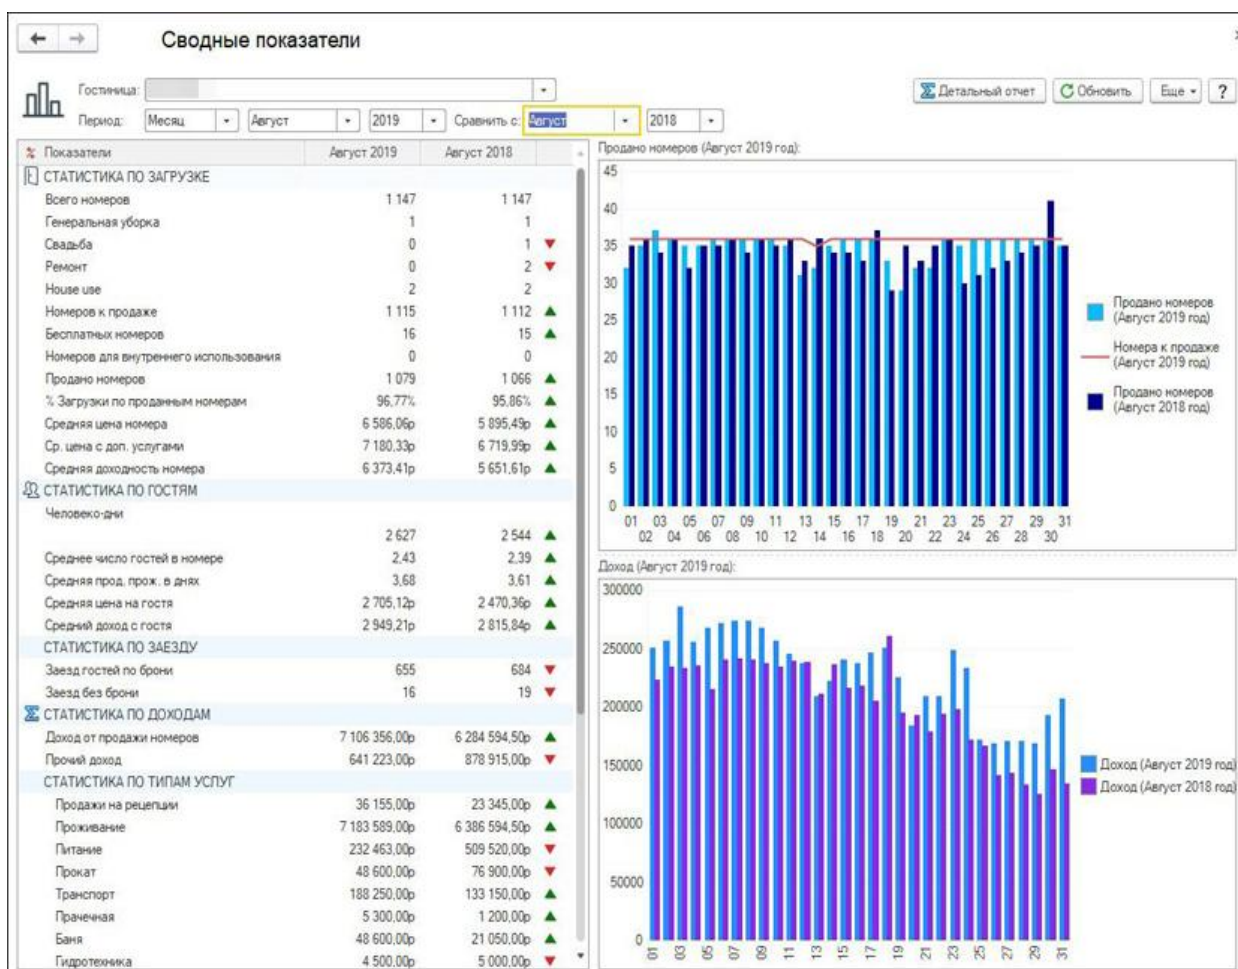 Сводные показатели
Гостиница:
Детальный отчет Обновить Еще ?
Период: Месяц Август 2019 Сравнить с: Август 2018
Показатели Август 2019 Август 2018
СТАТИСТИКА ПО ЗАГРУЗКЕ
Всего номеров 1 147 1 147
Генеральная уборка 1 1
Свадьба 0 1
Ремонт 0 2
House use 2 2
Номеров к продаже 1 115 1 112
Бесплатных номеров 16 15
Номеров для внутреннего использования 0 0
Продано номеров 1 079 1 066
% Загрузки по проданным номерам 96,77% 95,86%
Средняя цена номера 6 586,06р 5 895,49р
Ср. цена с доп. услугами 7 180,33р 6 719,99р
Средняя доходность номера 6 373,41р 5 651,61р
СТАТИСТИКА ПО ГОСТЯМ
Человеко-дни
2 627 2 544
Среднее число гостей в номере 2,43 2,39
Средняя прод. прож. в днях 3,68 3,61
Средняя цена на гостя 2 705,12р 2 470,36р
Средний доход с гостя 2 949,21р 2 815,84р
СТАТИСТИКА ПО ЗАЕЗДУ
Заезд гостей по брони 655 684
Заезд без брони 16 19
СТАТИСТИКА ПО ДОХОДАМ
Доход от продажи номеров 7 106 356,00р 6 284 594,50р
Прочий доход 641 223,00р 878 915,00р
СТАТИСТИКА ПО ТИПАМ УСЛУГ
Продажи на рецепции 36 155,00р 23 345,00р
Проживание 7 183 589,00р 6 386 594,50р
Питание 232 463,00р 509 520,00р
Прокат 48 600,00р 76 900,00р
Транспорт 188 250,00р 133 150,00р
Прачечная 5 300,00р 1 200,00р
Баня 48 600,00р 21 050,00р
Гидротехника 4 500,00р 5 000,00р
Продано номеров (Август 2019 год):
45
40
35
30
25
20
15
10
5
0
01 03 05 07 09 11 13 15 17 19 21 23 25 27 29 31
02 04 06 08 10 12 14 16 18 20 22 24 26 28 30
Продано номеров
(Август 2019 год)
Номера к продаже
(Август 2019 год)
Продано номеров
(Август 2018 год)
Доход (Август 2019 год):
300000
250000
200000
150000
100000
50000
0
01 03 05 07 09 11 13 15 17 19 21 23 25 27 29 31
Доход (Август 2019 год)
Доход (Август 2018 год)